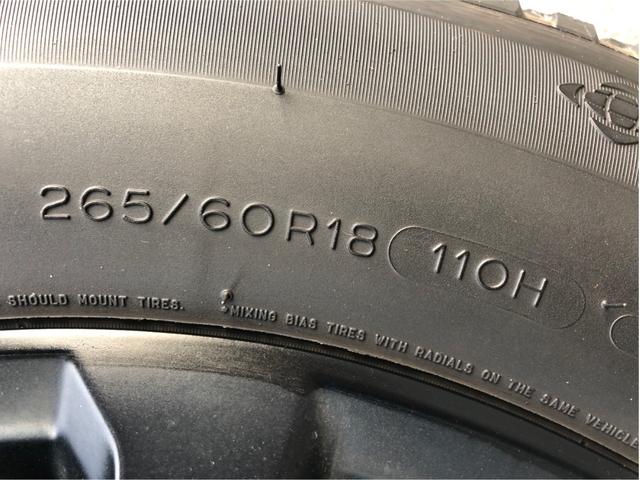 265/60R18 110H
SHOULD MOUNT TIRES.
MIXING BIAS TIRES WITH RADIALS ON THE SAME VEHICLE